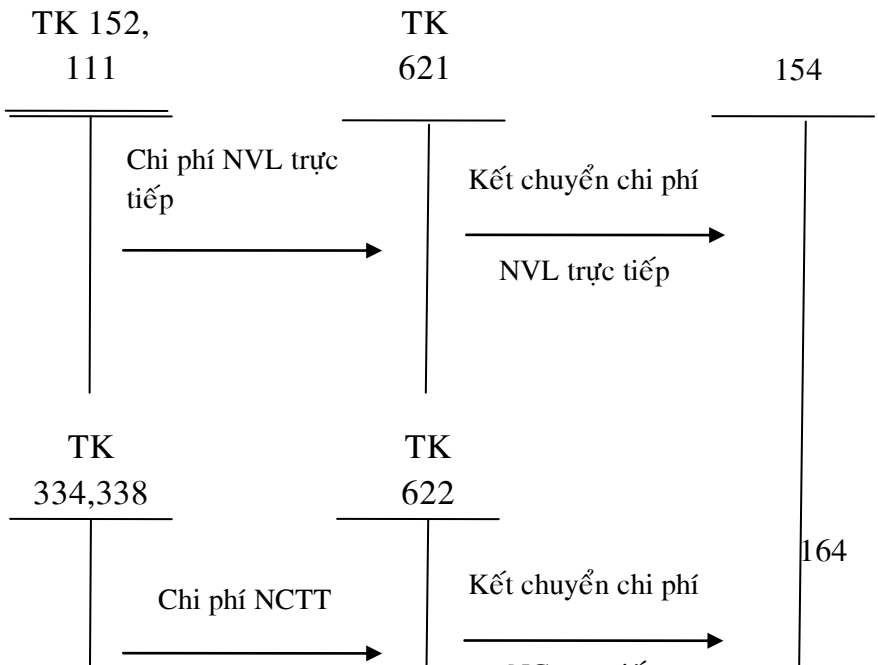 TK 152,
111
TK
621
154
Chi phí NVL trực
tiếp
Kết chuyển chi phí
NVL trực tiếp
TK
334,338
TK
622
164
Chi phí NCTT
Kết chuyển chi phí